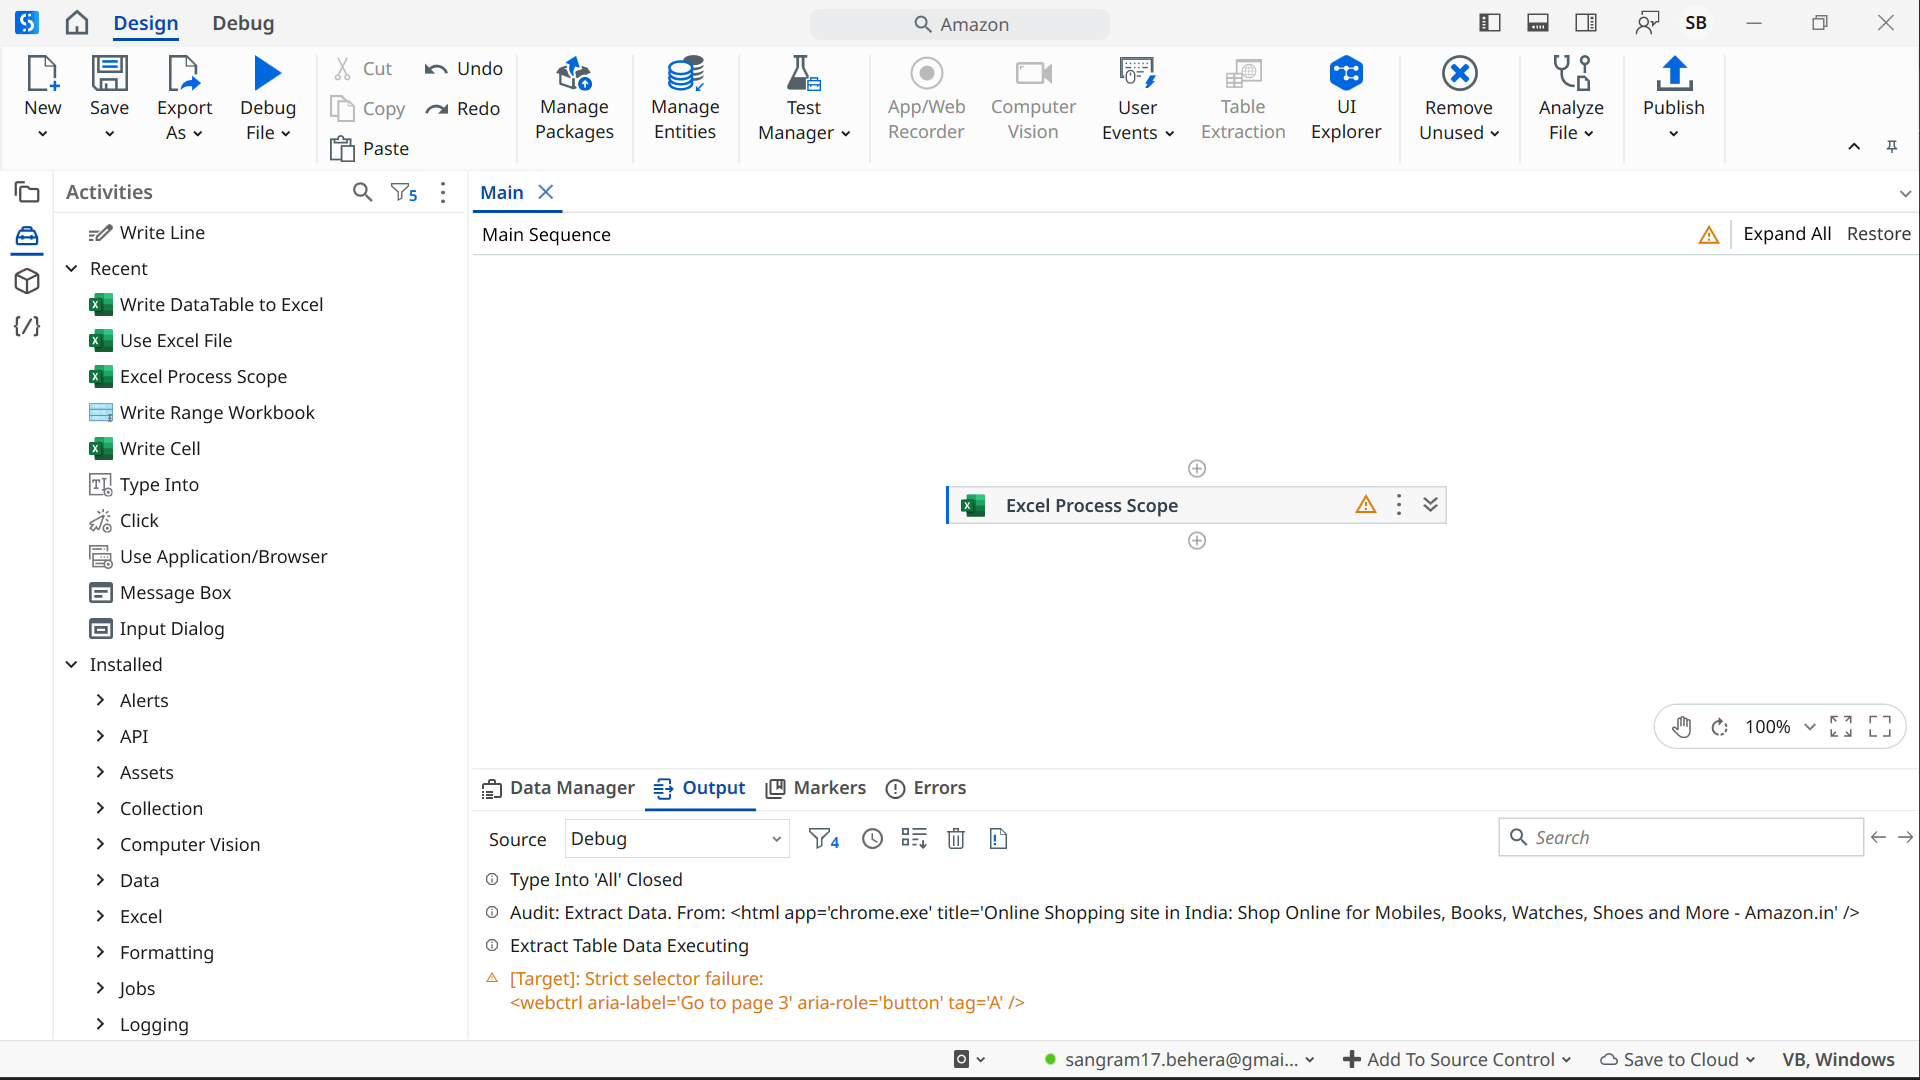 Design
Debug
Amazon
SB
New
Save
Export As
Debug File
Cut
Copy
Paste
Undo
Redo
Manage Packages
Manage Entities
Test Manager
App/Web Recorder
Computer Vision
User Events
Table Extraction
UI Explorer
Remove Unused
Analyze File
Publish
Activities
5
Write Line
Recent
Write DataTable to Excel
Use Excel File
Excel Process Scope
Write Range Workbook
Write Cell
Type Into
Click
Use Application/Browser
Message Box
Input Dialog
Installed
Alerts
API
Assets
Collection
Computer Vision
Data
Excel
Formatting
Jobs
Logging
Main
Main Sequence
Expand All
Restore
Excel Process Scope
100%
Data Manager
Output
Markers
Errors
Source
Debug
4
Search
Type Into 'All' Closed
Audit: Extract Data. From: <html app='chrome.exe' title='Online Shopping site in India: Shop Online for Mobiles, Books, Watches, Shoes and More - Amazon.in' />
Extract Table Data Executing
[Target]: Strict selector failure:
<webctrl aria-label='Go to page 3' aria-role='button' tag='A' />
sangram17.behera@gmai...
Add To Source Control
Save to Cloud
VB, Windows